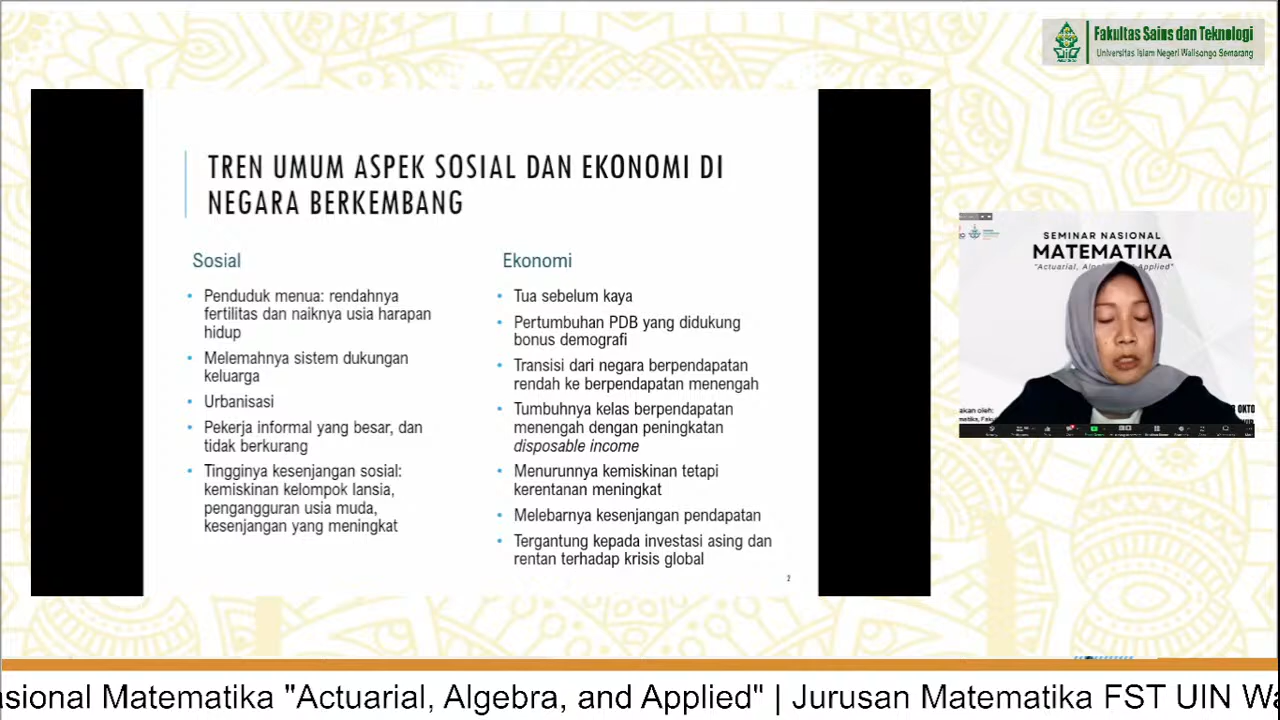 Fakultas Sains dan Teknologi
Universitas Islam Negeri Walisongo Semarang
TREN UMUM ASPEK SOSIAL DAN EKONOMI DI
NEGARA BERKEMBANG
Sosial
• Penduduk menua: rendahnya
fertilitas dan naiknya usia harapan
hidup
• Melemahnya sistem dukungan
keluarga
• Urbanisasi
• Pekerja informal yang besar, dan
tidak berkurang
• Tingginya kesenjangan sosial:
kemiskinan kelompok lansia,
pengangguran usia muda,
kesenjangan yang meningkat
Ekonomi
• Tua sebelum kaya
• Pertumbuhan PDB yang didukung
bonus demografi
• Transisi dari negara berpendapatan
rendah ke berpendapatan menengah
• Tumbuhnya kelas berpendapatan
menengah dengan peningkatan
disposable income
• Menurunnya kemiskinan tetapi
kerentanan meningkat
• Melebarnya kesenjangan pendapatan
• Tergantung kepada investasi asing dan
rentan terhadap krisis global
2
SEMINAR NASIONAL
MATEMATIKA
"Actuarial, Applied"
akan oleh:
OKTO
asional Matematika "Actuarial, Algebra, and Applied" | Jurusan Matematika FST UIN Wa